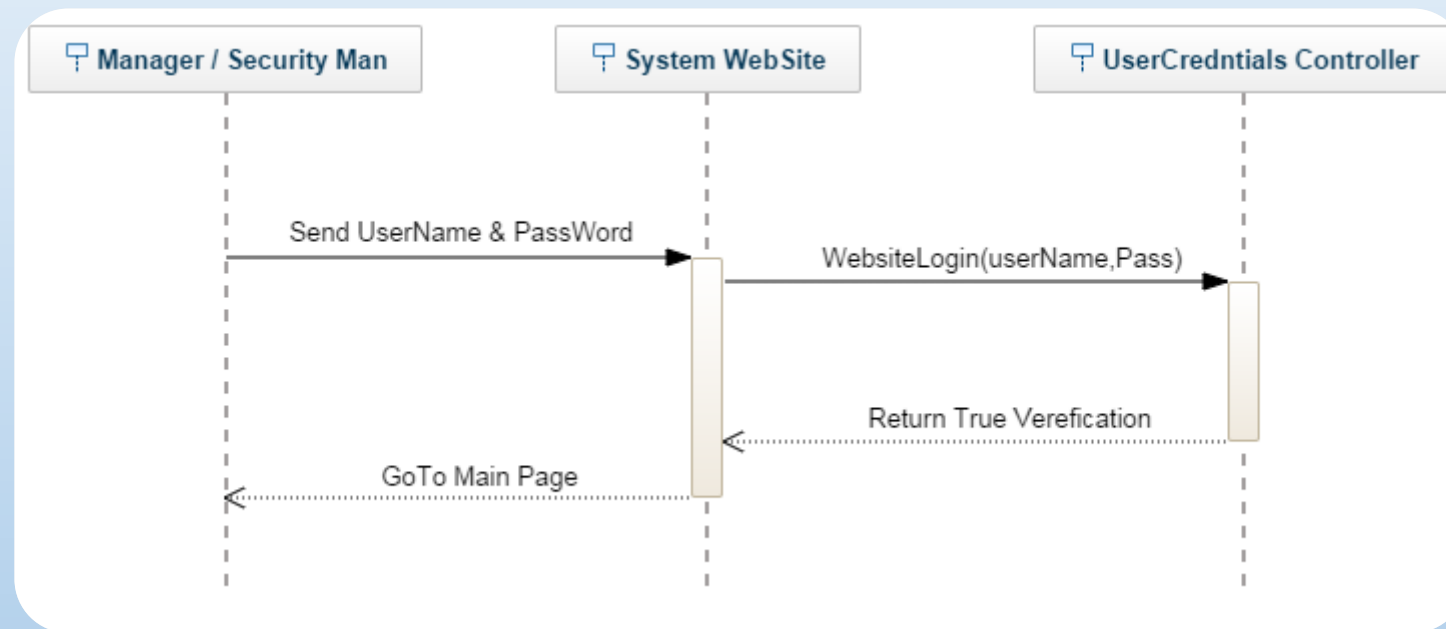 Manager / Security Man
System WebSite
UserCredntials Controller
Send UserName & PassWord
WebsiteLogin(userName,Pass)
Return True Verefication
GoTo Main Page